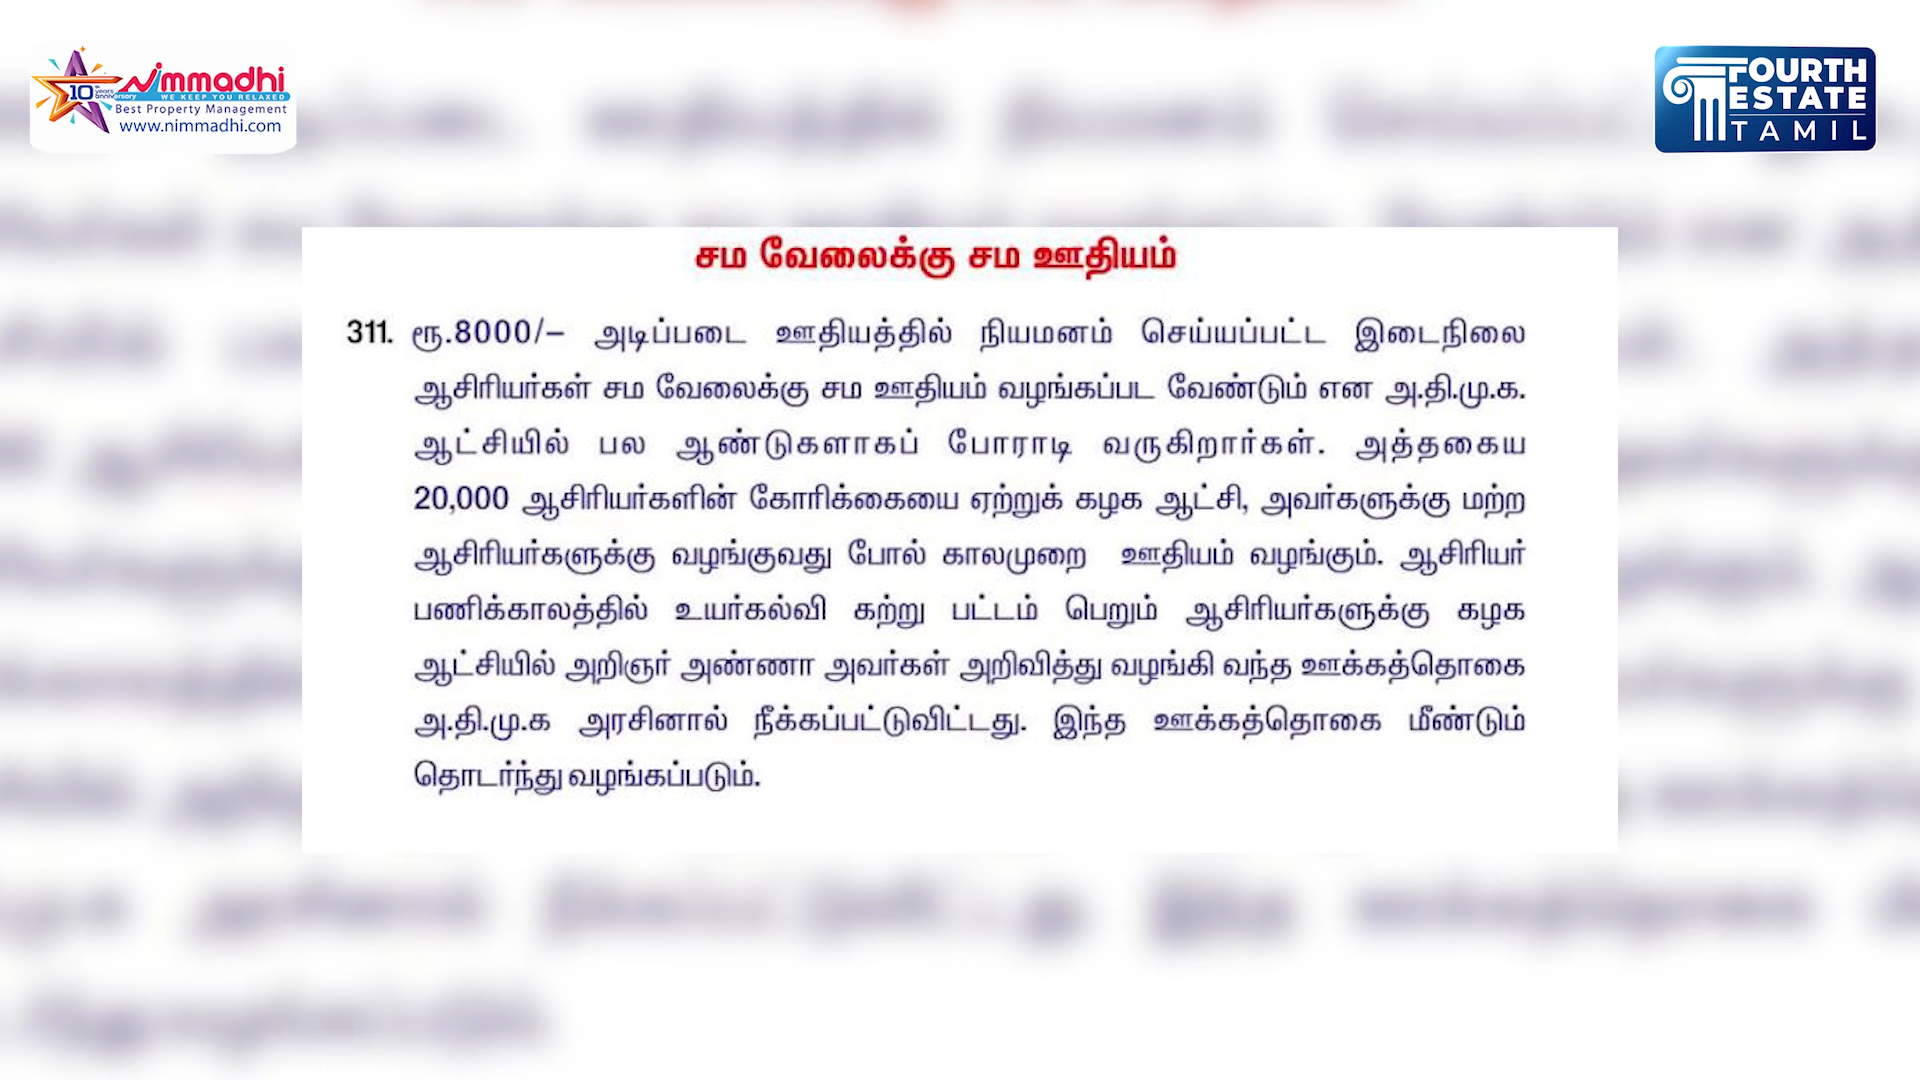 10th years anniversary
Nimmadhi
WE KEEP YOU RELAXED
Best Property Management
www.nimmadhi.com
FOURTH
ESTATE
TAMIL
சம வேலைக்கு சம ஊதியம்
311. ரூ.8000/– அடிப்படை ஊதியத்தில் நியமனம் செய்யப்பட்ட இடைநிலை
ஆசிரியர்கள் சம வேலைக்கு சம ஊதியம் வழங்கப்பட வேண்டும் என அ.தி.மு.க.
ஆட்சியில் பல ஆண்டுகளாகப் போராடி வருகிறார்கள். அத்தகைய
20,000 ஆசிரியர்களின் கோரிக்கையை ஏற்றுக் கழக ஆட்சி, அவர்களுக்கு மற்ற
ஆசிரியர்களுக்கு வழங்குவது போல் காலமுறை ஊதியம் வழங்கும். ஆசிரியர்
பணிக்காலத்தில் உயர்கல்வி கற்று பட்டம் பெறும் ஆசிரியர்களுக்கு கழக
ஆட்சியில் அறிஞர் அண்ணா அவர்கள் அறிவித்து வழங்கி வந்த ஊக்கத்தொகை
அ.தி.மு.க அரசினால் நீக்கப்பட்டுவிட்டது. இந்த ஊக்கத்தொகை மீண்டும்
தொடர்ந்து வழங்கப்படும்.